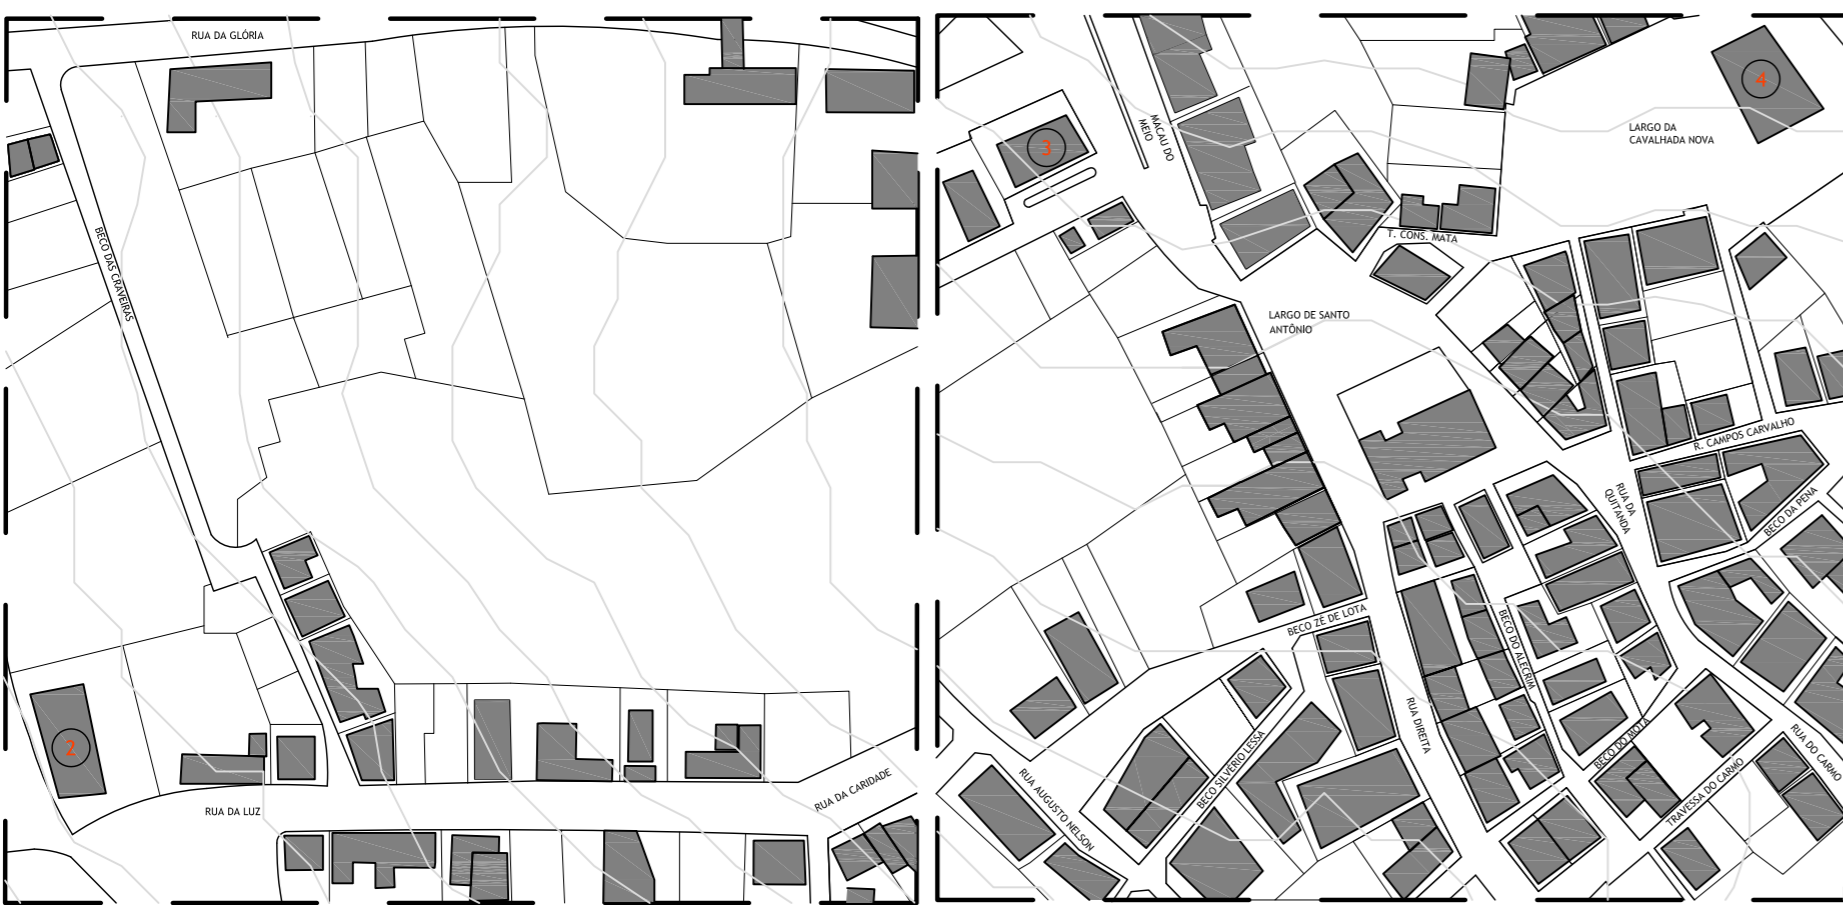 RUA DA GLÓRIA
BECO DAS CRAVEIRAS
2
RUA DA LUZ
RUA DA CARIDADE
3
MACAU DO
MEIO
4
LARGO DA
CAVALHADA NOVA
T. CONS. MATA
LARGO DE SANTO
ANTÔNIO
R. CAMPOS CARVALHO
RUA DA
QUITANDA
BECO DA PENA
BECO ZÉ DE LOTA
BECO DO ALECRIM
RUA DIREITA
BECO DO MOTA
RUA DO CARMO
TRAVESSA DO CARMO
BECO SILVÉRIO LESSA
RUA AUGUSTO NELSON